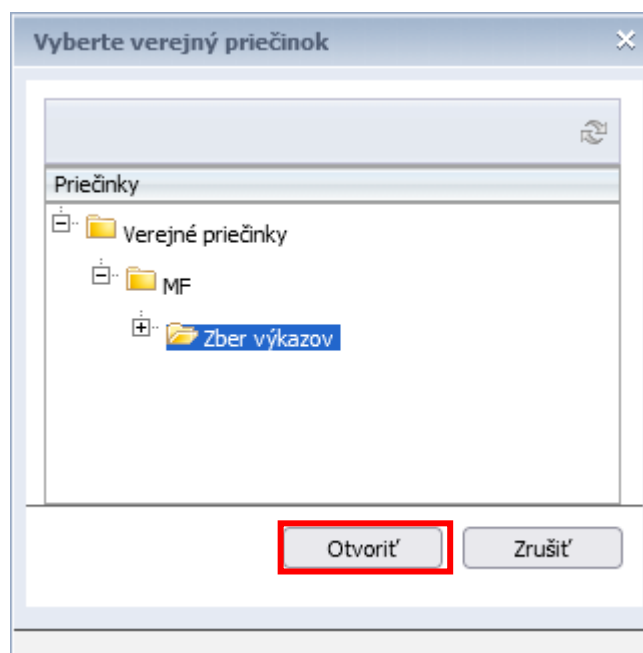 Vyberte verejný priečinok
Priečinky
Verejné priečinky
MF
Zber výkazov
Otvoriť
Zrušiť